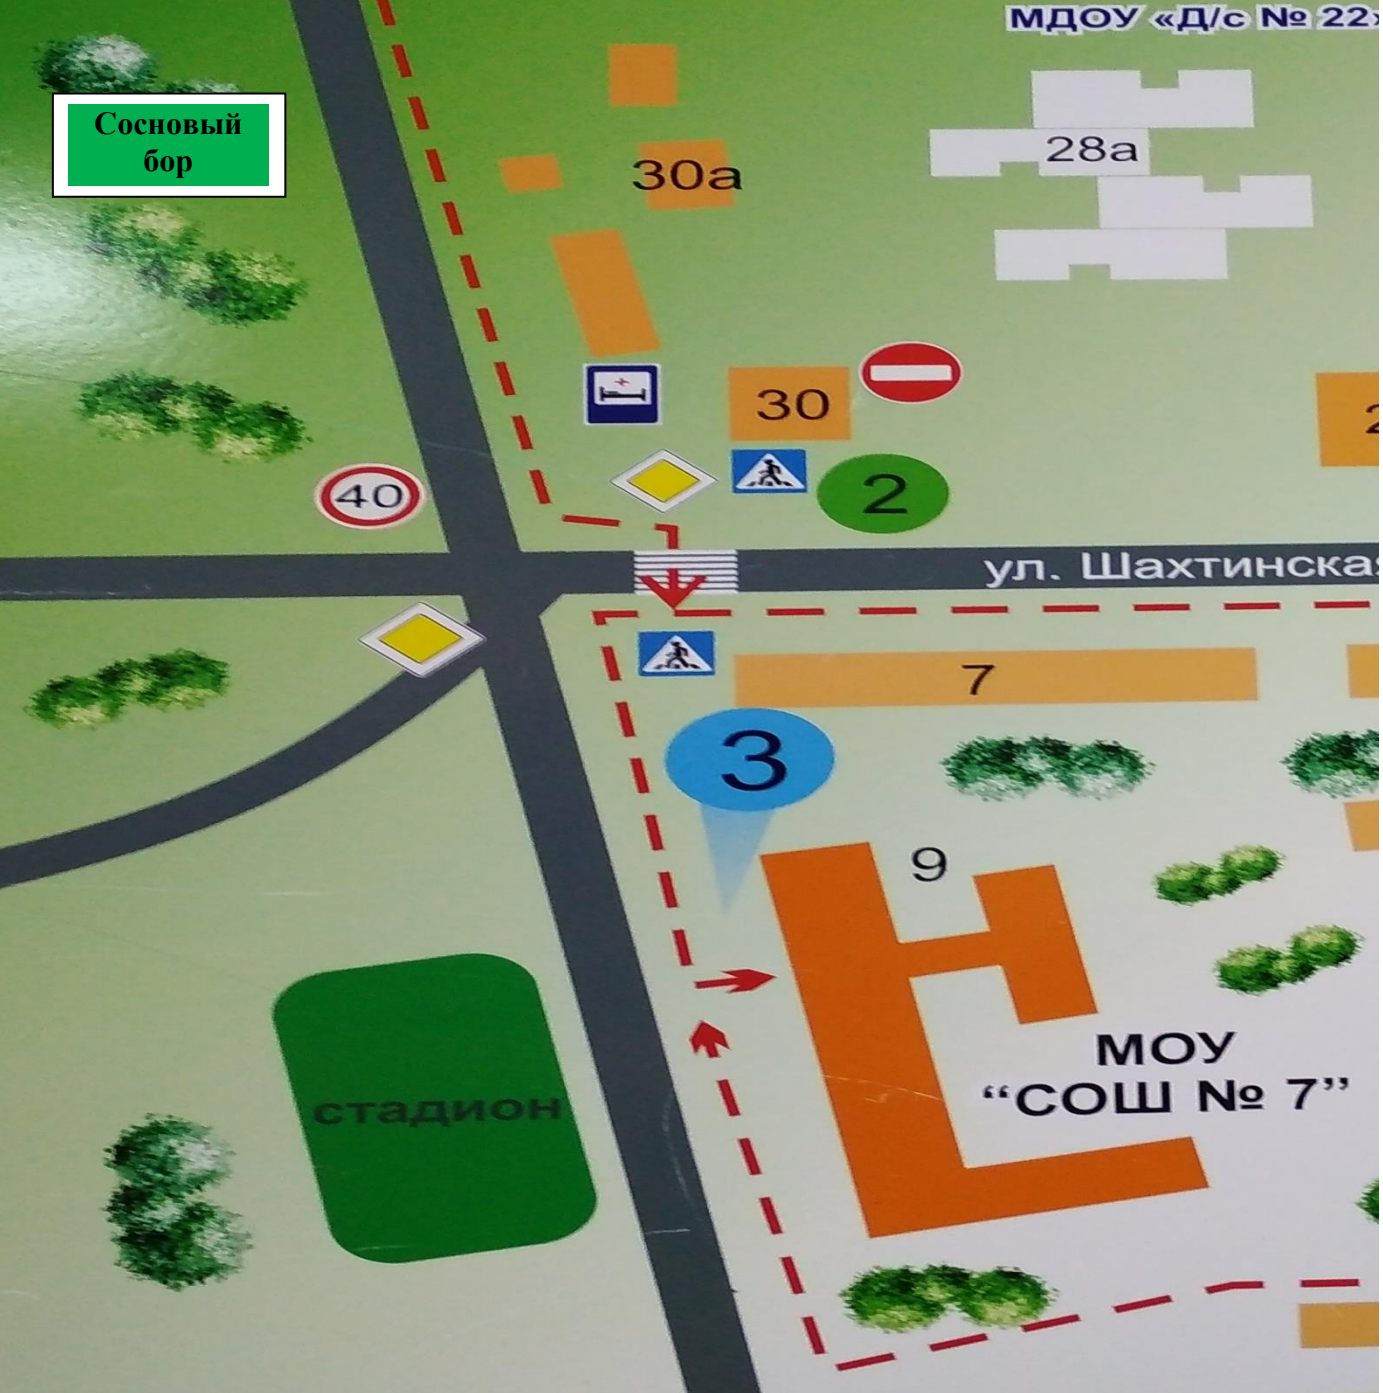 МДОУ «Д/с № 22»
Сосновый
бор
28а
30а
30
40
2
ул. Шахтинская
7
3
9
МОУ
“СОШ № 7”
стадион